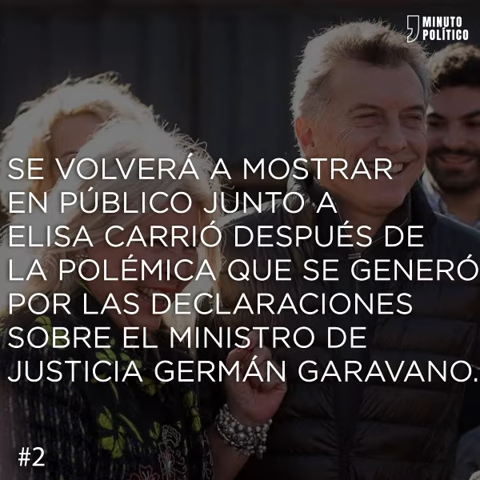 MINUTO
POLÍTICO
SE VOLVERÁ A MOSTRAR
EN PÚBLICO JUNTO A
ELISA CARRIÓ DESPUÉS DE
LA POLÉMICA QUE SE GENERÓ
POR LAS DECLARACIONES
SOBRE EL MINISTRO DE
JUSTICIA GERMÁN GARAVANO.
#2